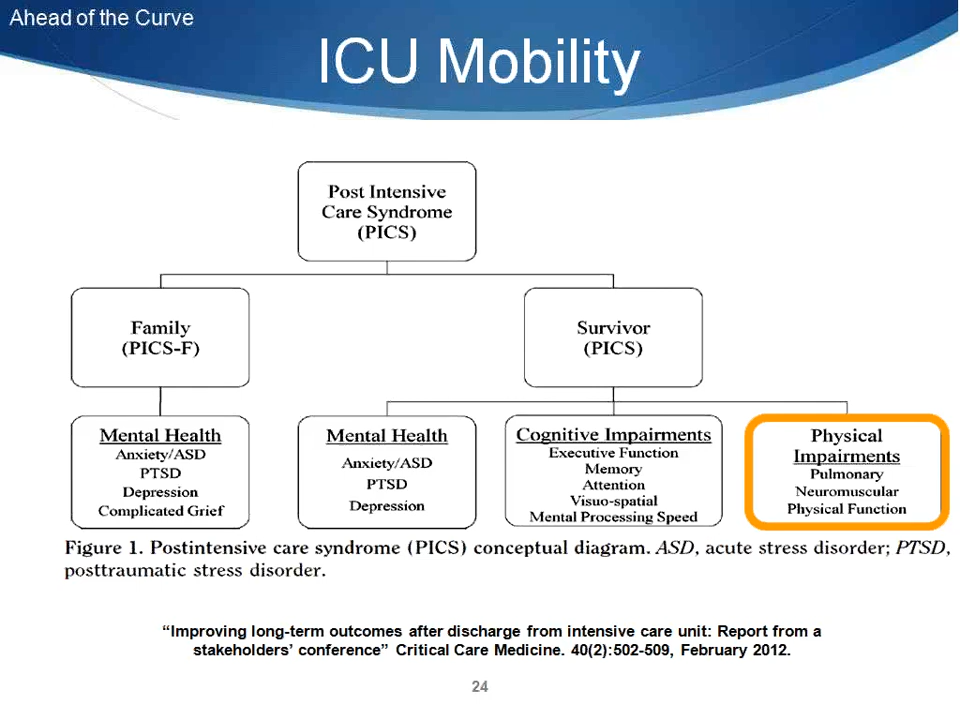 Ahead of the Curve
ICU Mobility
Post Intensive
Care Syndrome
(PICS)
Family
(PICS-F)
Survivor
(PICS)
Mental Health
Anxiety/ASD
PTSD
Depression
Complicated Grief
Mental Health
Anxiety/ASD
PTSD
Depression
Cognitive Impairments
Executive Function
Memory
Attention
Visuo-spatial
Mental Processing Speed
Physical
Impairments
Pulmonary
Neuromuscular
Physical Function
Figure 1. Postintensive care syndrome (PICS) conceptual diagram. ASD, acute stress disorder; PTSD,
posttraumatic stress disorder.
“Improving long-term outcomes after discharge from intensive care unit: Report from a
stakeholders’ conference” Critical Care Medicine. 40(2):502-509, February 2012.
24